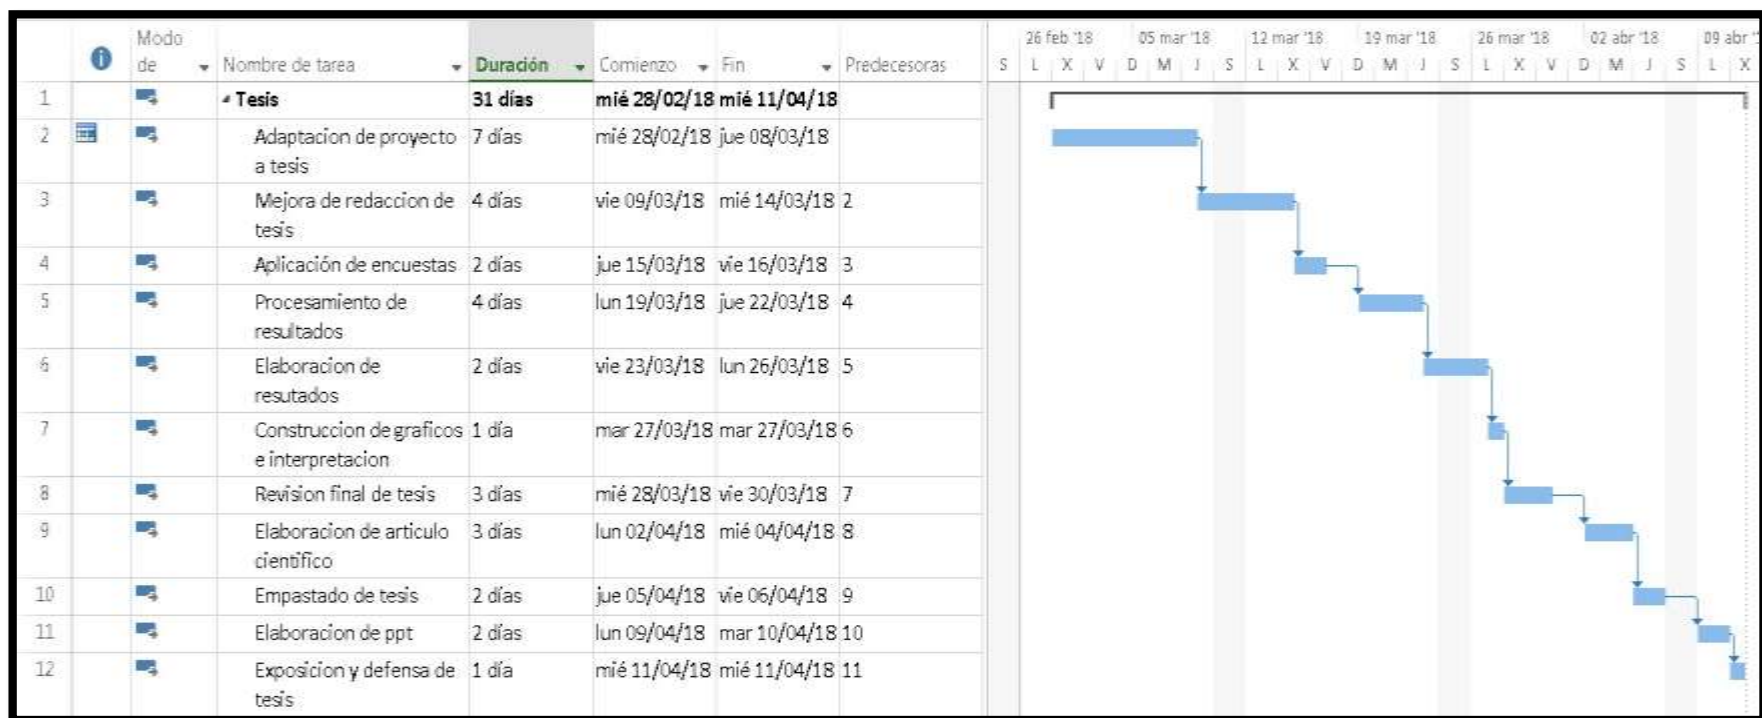 Modo de Nombre de tarea Duración Comienzo Fin Predecesoras
26 feb '18 05 mar '18 12 mar '18 19 mar '18 26 mar '18 02 abr '18 09 abr '1
S L X V D M J S L X V D M J S L X V D M J S L X
1 Tesis 31 días mié 28/02/18 mié 11/04/18
2 Adaptacion de proyecto 7 días mié 28/02/18 jue 08/03/18
a tesis
3 Mejora de redaccion de 4 días vie 09/03/18 mié 14/03/18 2
tesis
4 Aplicación de encuestas 2 días jue 15/03/18 vie 16/03/18 3
5 Procesamiento de 4 días lun 19/03/18 jue 22/03/18 4
resultados
6 Elaboracion de 2 días vie 23/03/18 lun 26/03/18 5
resutados
7 Construccion de graficos 1 día mar 27/03/18 mar 27/03/18 6
e interpretacion
8 Revision final de tesis 3 días mié 28/03/18 vie 30/03/18 7
9 Elaboracion de articulo 3 días lun 02/04/18 mié 04/04/18 8
científico
10 Empastado de tesis 2 días jue 05/04/18 vie 06/04/18 9
11 Elaboracion de ppt 2 días lun 09/04/18 mar 10/04/18 10
12 Exposicion y defensa de 1 día mié 11/04/18 mié 11/04/18 11
tesis